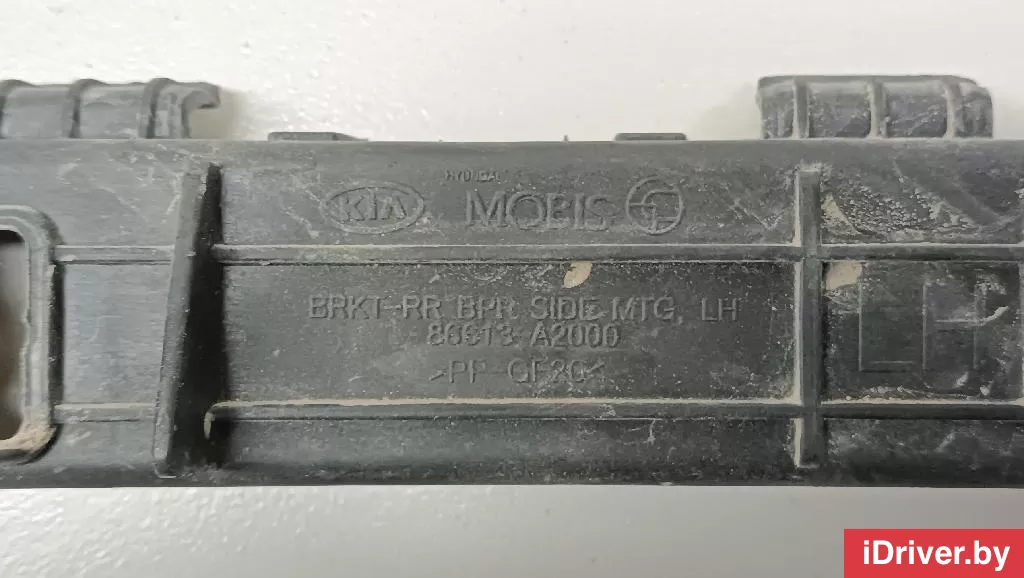 HYUNDAI
KIA MOBIS
BRKT-RR BPR SIDE MTG, LH
86613-A2000
>PP-GF20<
LH
iDriver.by